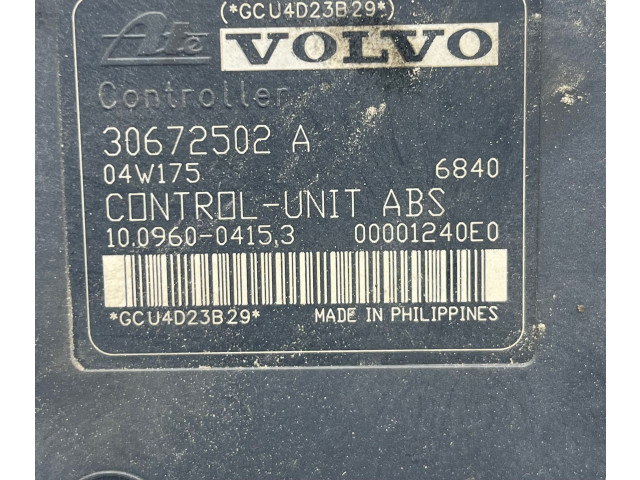 (*GCU4D23B29*)
Ate VOLVO
Controller
30672502 A
04W175 6840
CONTROL-UNIT ABS
10.0960-0415,3 00001240E0
*GCU4D23B29* MADE IN PHILIPPINES